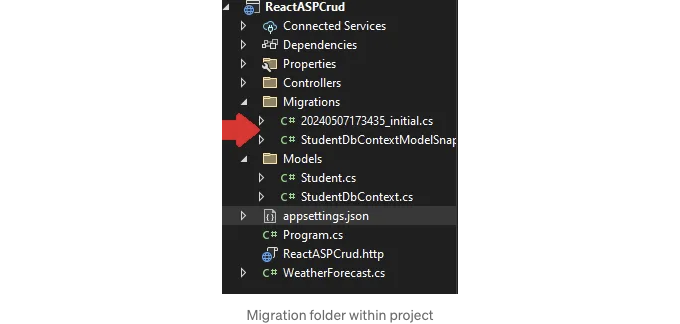 ReactASPCrud
Connected Services
Dependencies
Properties
Controllers
Migrations
C# 20240507173435_initial.cs
C# StudentDbContextModelSnap
Models
C# Student.cs
C# StudentDbContext.cs
appsettings.json
C# Program.cs
ReactASPCrud.http
C# WeatherForecast.cs
Migration folder within project